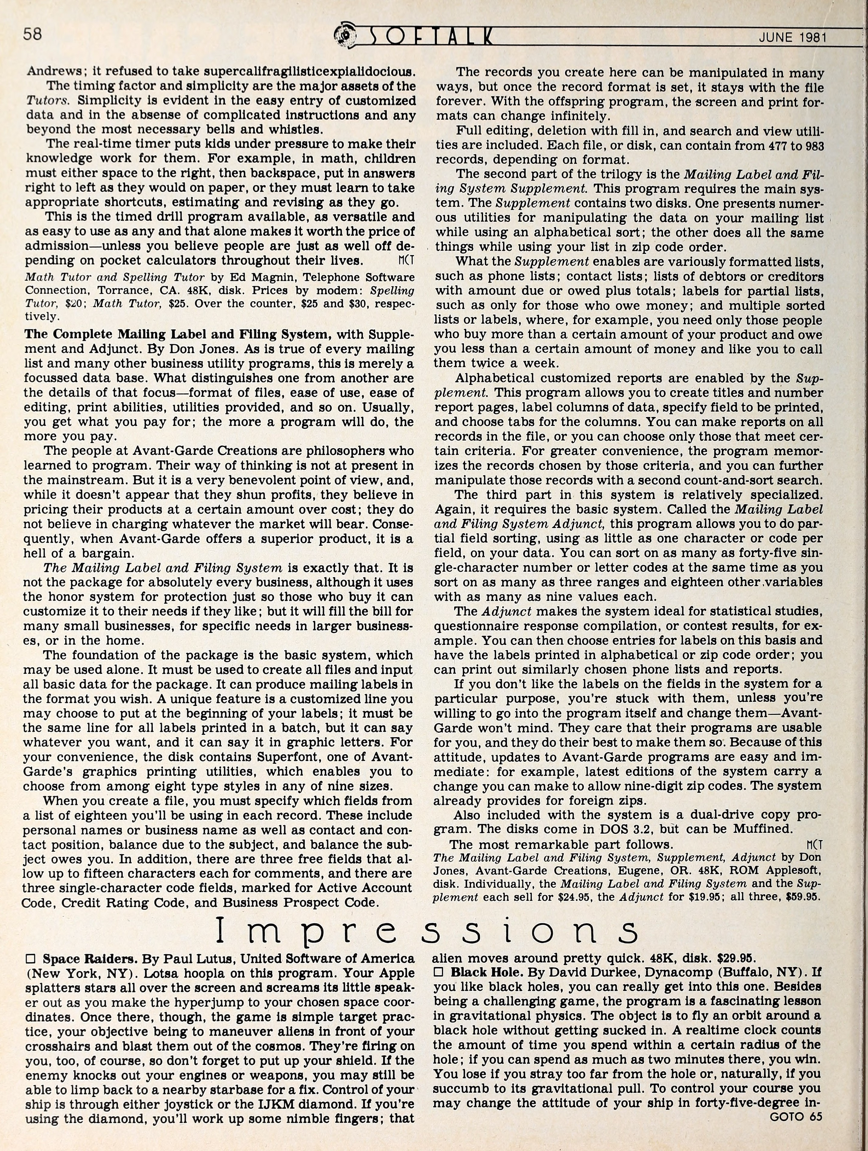 58
SOFTALK
JUNE 1981
Andrews; it refused to take supercalifragilisticexpialidocious.
The timing factor and simplicity are the major assets of the
Tutors. Simplicity is evident in the easy entry of customized
data and in the absense of complicated instructions and any
beyond the most necessary bells and whistles.
The real-time timer puts kids under pressure to make their
knowledge work for them. For example, in math, children
must either space to the right, then backspace, put in answers
right to left as they would on paper, or they must learn to take
appropriate shortcuts, estimating and revising as they go.
This is the timed drill program available, as versatile and
as easy to use as any and that alone makes it worth the price of
admission—unless you believe people are just as well off de-
pending on pocket calculators throughout their lives. MCT
Math Tutor and Spelling Tutor by Ed Magnin, Telephone Software
Connection, Torrance, CA. 48K, disk. Prices by modem: Spelling
Tutor, $20; Math Tutor, $25. Over the counter, $25 and $30, respec-
tively.
The Complete Mailing Label and Filing System, with Supple-
ment and Adjunct. By Don Jones. As is true of every mailing
list and many other business utility programs, this is merely a
focussed data base. What distinguishes one from another are
the details of that focus—format of files, ease of use, ease of
editing, print abilities, utilities provided, and so on. Usually,
you get what you pay for; the more a program will do, the
more you pay.
The people at Avant-Garde Creations are philosophers who
learned to program. Their way of thinking is not at present in
the mainstream. But it is a very benevolent point of view, and,
while it doesn't appear that they shun profits, they believe in
pricing their products at a certain amount over cost; they do
not believe in charging whatever the market will bear. Conse-
quently, when Avant-Garde offers a superior product, it is a
hell of a bargain.
The Mailing Label and Filing System is exactly that. It is
not the package for absolutely every business, although it uses
the honor system for protection just so those who buy it can
customize it to their needs if they like; but it will fill the bill for
many small businesses, for specific needs in larger business-
es, or in the home.
The foundation of the package is the basic system, which
may be used alone. It must be used to create all files and input
all basic data for the package. It can produce mailing labels in
the format you wish. A unique feature is a customized line you
may choose to put at the beginning of your labels; it must be
the same line for all labels printed in a batch, but it can say
whatever you want, and it can say it in graphic letters. For
your convenience, the disk contains Superfont, one of Avant-
Garde's graphics printing utilities, which enables you to
choose from among eight type styles in any of nine sizes.
When you create a file, you must specify which fields from
a list of eighteen you'll be using in each record. These include
personal names or business name as well as contact and con-
tact position, balance due to the subject, and balance the sub-
ject owes you. In addition, there are three free fields that al-
low up to fifteen characters each for comments, and there are
three single-character code fields, marked for Active Account
Code, Credit Rating Code, and Business Prospect Code.
The records you create here can be manipulated in many
ways, but once the record format is set, it stays with the file
forever. With the offspring program, the screen and print for-
mats can change infinitely.
Full editing, deletion with fill in, and search and view utili-
ties are included. Each file, or disk, can contain from 477 to 983
records, depending on format.
The second part of the trilogy is the Mailing Label and Fil-
ing System Supplement. This program requires the main sys-
tem. The Supplement contains two disks. One presents numer-
ous utilities for manipulating the data on your mailing list
while using an alphabetical sort; the other does all the same
things while using your list in zip code order.
What the Supplement enables are variously formatted lists,
such as phone lists; contact lists; lists of debtors or creditors
with amount due or owed plus totals; labels for partial lists,
such as only for those who owe money; and multiple sorted
lists or labels, where, for example, you need only those people
who buy more than a certain amount of your product and owe
you less than a certain amount of money and like you to call
them twice a week.
Alphabetical customized reports are enabled by the Sup-
plement. This program allows you to create titles and number
report pages, label columns of data, specify field to be printed,
and choose tabs for the columns. You can make reports on all
records in the file, or you can choose only those that meet cer-
tain criteria. For greater convenience, the program memor-
izes the records chosen by those criteria, and you can further
manipulate those records with a second count-and-sort search.
The third part in this system is relatively specialized.
Again, it requires the basic system. Called the Mailing Label
and Filing System Adjunct, this program allows you to do par-
tial field sorting, using as little as one character or code per
field, on your data. You can sort on as many as forty-five sin-
gle-character number or letter codes at the same time as you
sort on as many as three ranges and eighteen other variables
with as many as nine values each.
The Adjunct makes the system ideal for statistical studies,
questionnaire response compilation, or contest results, for ex-
ample. You can then choose entries for labels on this basis and
have the labels printed in alphabetical or zip code order; you
can print out similarly chosen phone lists and reports.
If you don't like the labels on the fields in the system for a
particular purpose, you're stuck with them, unless you're
willing to go into the program itself and change them—Avant-
Garde won't mind. They care that their programs are usable
for you, and they do their best to make them so. Because of this
attitude, updates to Avant-Garde programs are easy and im-
mediate: for example, latest editions of the system carry a
change you can make to allow nine-digit zip codes. The system
already provides for foreign zips.
Also included with the system is a dual-drive copy pro-
gram. The disks come in DOS 3.2, but can be Muffined.
The most remarkable part follows. MCT
The Mailing Label and Filing System, Supplement, Adjunct by Don
Jones, Avant-Garde Creations, Eugene, OR. 48K, ROM Applesoft,
disk. Individually, the Mailing Label and Filing System and the Sup-
plement each sell for $24.95, the Adjunct for $19.95; all three, $59.95.
Impressions
□ Space Raiders. By Paul Lutus, United Software of America
(New York, NY). Lotsa hoopla on this program. Your Apple
splatters stars all over the screen and screams its little speak-
er out as you make the hyperjump to your chosen space coor-
dinates. Once there, though, the game is simple target prac-
tice, your objective being to maneuver aliens in front of your
crosshairs and blast them out of the cosmos. They're firing on
you, too, of course, so don't forget to put up your shield. If the
enemy knocks out your engines or weapons, you may still be
able to limp back to a nearby starbase for a fix. Control of your
ship is through either joystick or the IJKM diamond. If you're
using the diamond, you'll work up some nimble fingers; that
alien moves around pretty quick. 48K, disk. $29.95.
□ Black Hole. By David Durkee, Dynacomp (Buffalo, NY). If
you like black holes, you can really get into this one. Besides
being a challenging game, the program is a fascinating lesson
in gravitational physics. The object is to fly an orbit around a
black hole without getting sucked in. A realtime clock counts
the amount of time you spend within a certain radius of the
hole; if you can spend as much as two minutes there, you win.
You lose if you stray too far from the hole or, naturally, if you
succumb to its gravitational pull. To control your course you
may change the attitude of your ship in forty-five-degree in-
GOTO 65